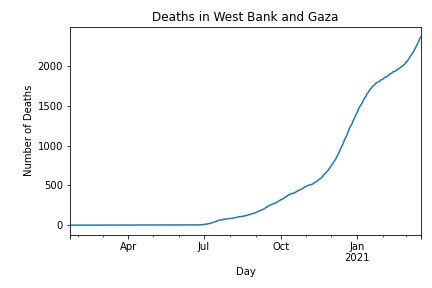 Deaths in West Bank and Gaza
Number of Deaths
2000
1500
1000
500
0
Apr
Jul
Oct
Jan
2021
Day